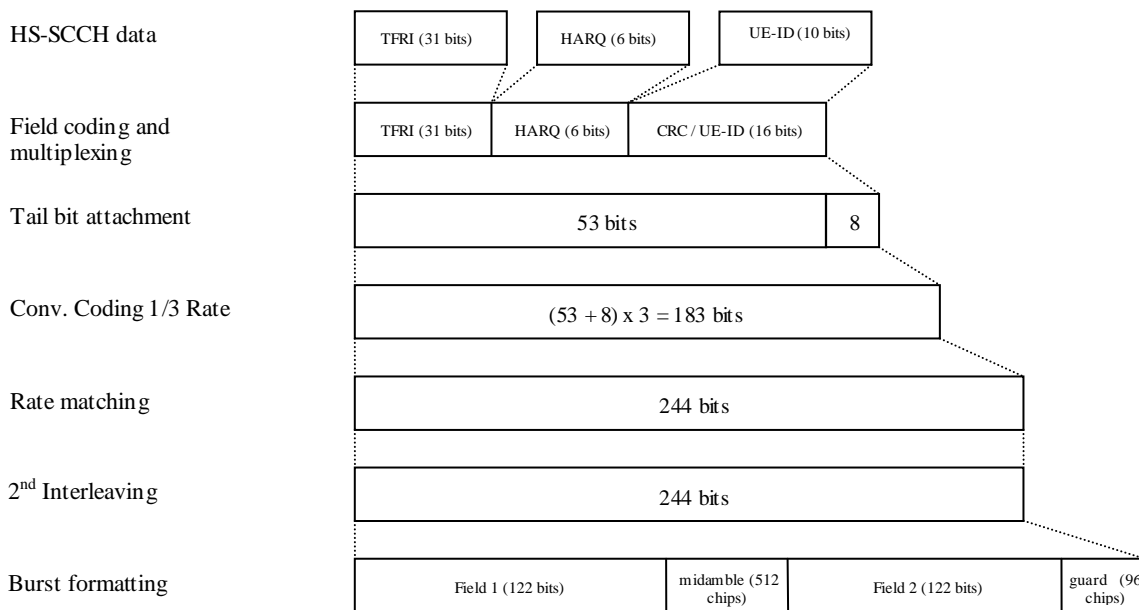 HS-SCCH data
TFRI (31 bits)
HARQ (6 bits)
UE-ID (10 bits)
Field coding and
multiplexing
TFRI (31 bits)
HARQ (6 bits)
CRC / UE-ID (16 bits)
Tail bit attachment
53 bits
8
Conv. Coding 1/3 Rate
(53 + 8) x 3 = 183 bits
Rate matching
244 bits
2nd Interleaving
244 bits
Burst formatting
Field 1 (122 bits)
midamble (512
chips)
Field 2 (122 bits)
guard (96
chips)